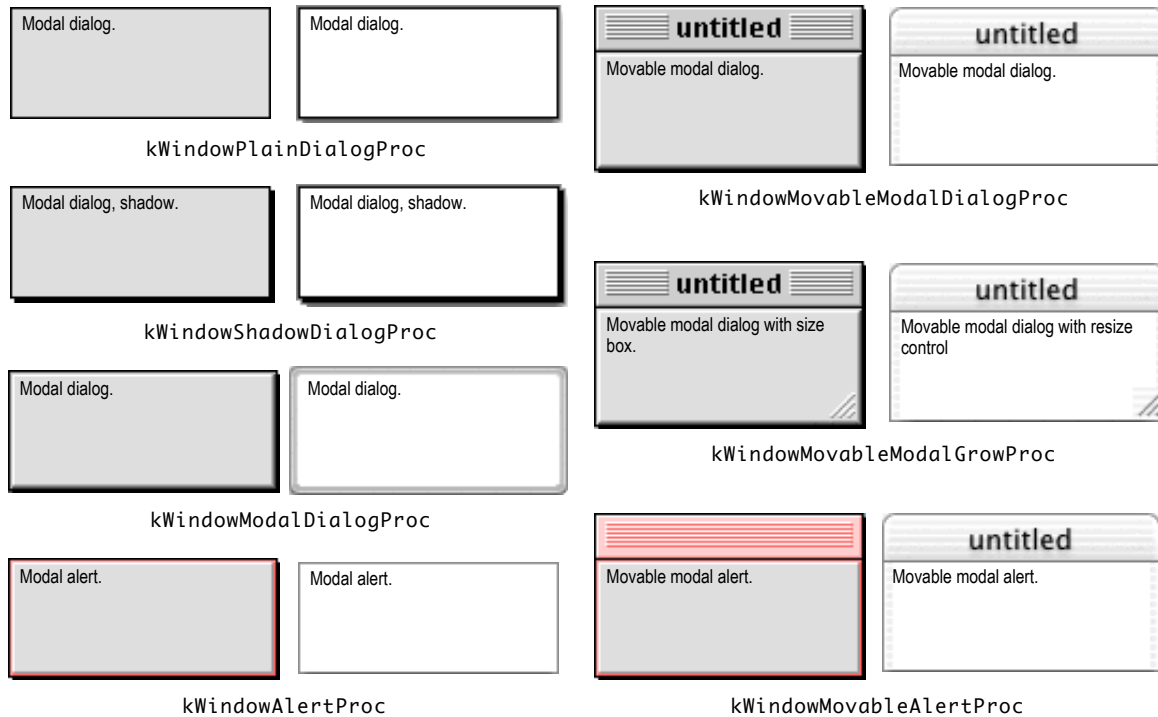 Modal dialog.
Modal dialog.
kWindowPlainDialogProc
Modal dialog, shadow.
Modal dialog, shadow.
kWindowShadowDialogProc
Modal dialog.
Modal dialog.
kWindowModalDialogProc
Modal alert.
Modal alert.
kWindowAlertProc
untitled
Movable modal dialog.
untitled
Movable modal dialog.
kWindowMovableModalDialogProc
untitled
Movable modal dialog with size
box.
untitled
Movable modal dialog with resize
control
kWindowMovableModalGrowProc
Movable modal alert.
untitled
Movable modal alert.
kWindowMovableAlertProc